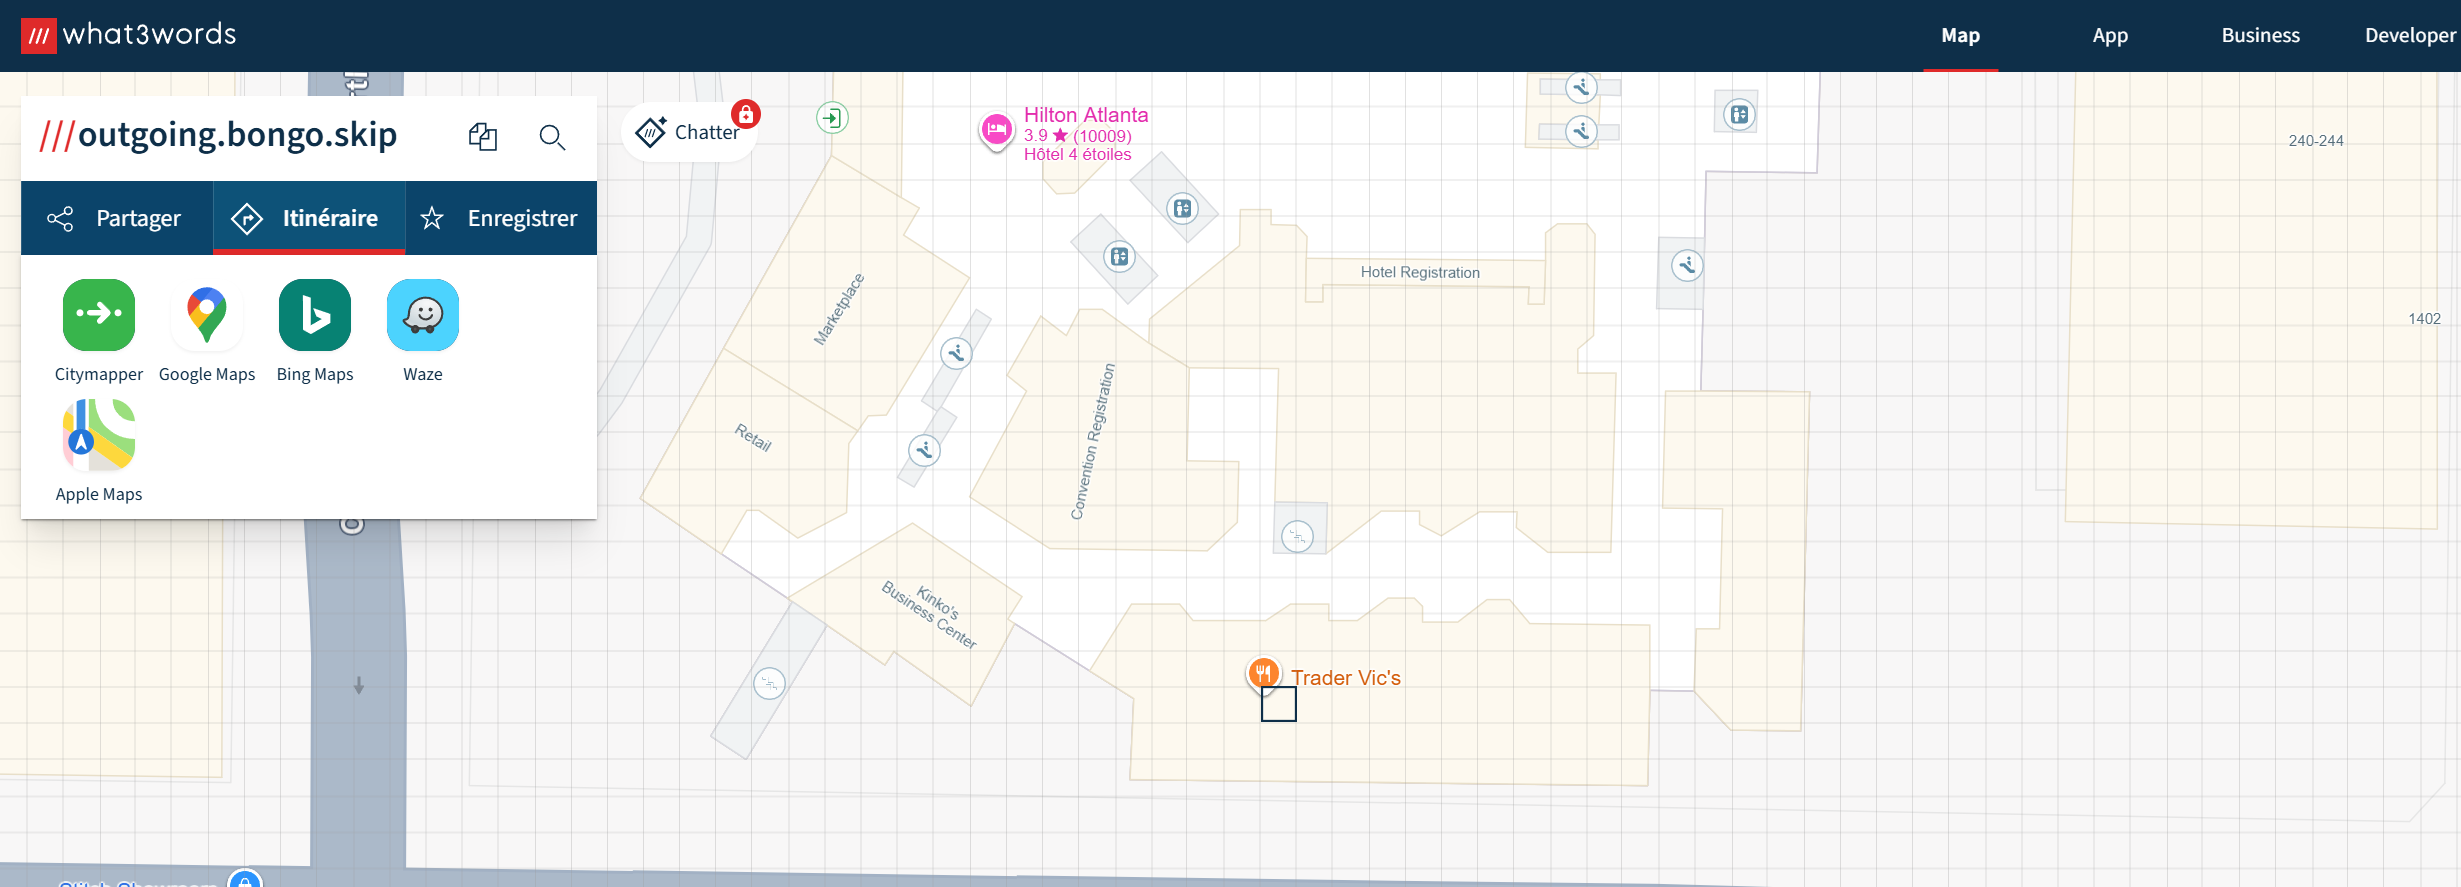 what3words
Map
App
Business
Developer
///outgoing.bongo.skip
Chatter
Partager
Itinéraire
Enregistrer
Citymapper
Google Maps
Bing Maps
Waze
Apple Maps
Hilton Atlanta
3.9 ★ (10009)
Hôtel 4 étoiles
240-244
1402
Hotel Registration
Marketplace
Retail
Convention Registration
Kinko's
Business Center
Trader Vic's